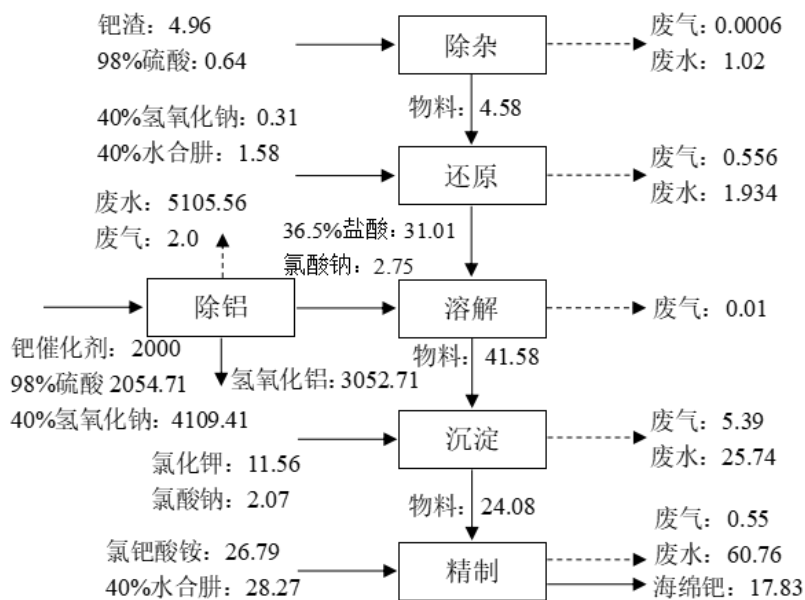 钯渣：4.96
98%硫酸：0.64
除杂
废气：0.0006
废水：1.02
物料：4.58
40%氢氧化钠：0.31
40%水合肼：1.58
还原
废气：0.556
废水：1.934
废水：5105.56
废气：2.0
36.5%盐酸：31.01
氯酸钠：2.75
除铝
溶解
废气：0.01
钯催化剂：2000
98%硫酸 2054.71
40%氢氧化钠：4109.41
氢氧化铝：3052.71
物料：41.58
氯化钾：11.56
氯酸钠：2.07
沉淀
废气：5.39
废水：25.74
物料：24.08
氯钯酸铵：26.79
40%水合肼：28.27
精制
废气：0.55
废水：60.76
海绵钯：17.83